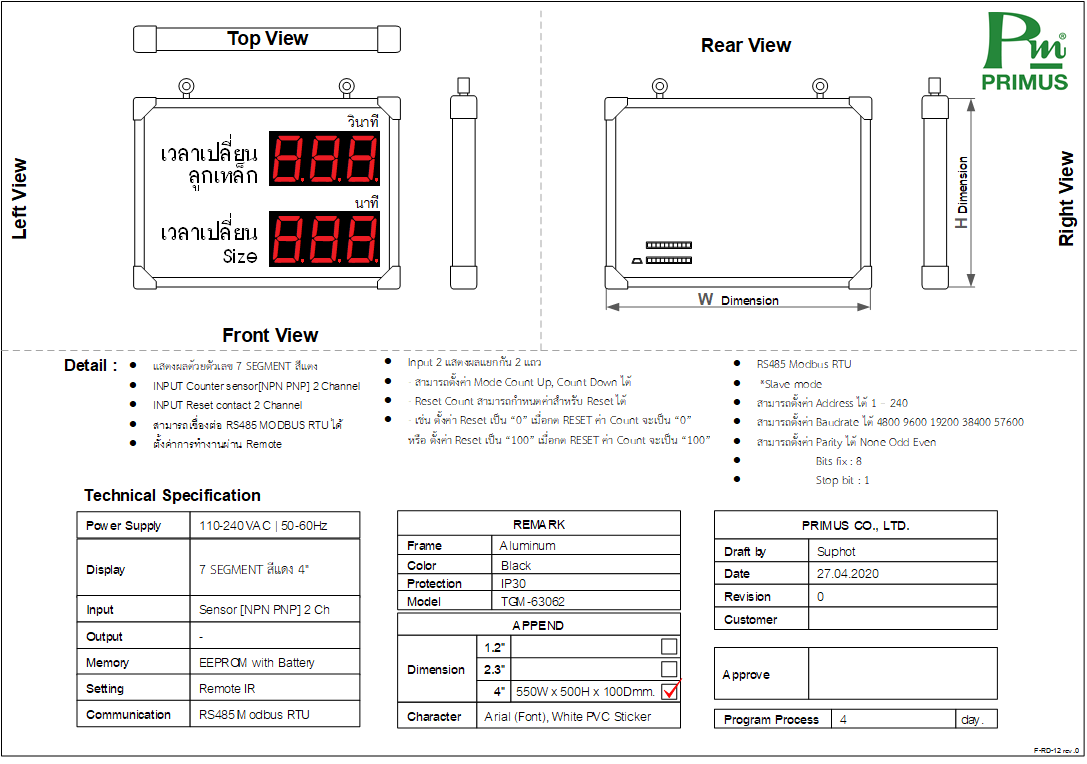 Top View
Rear View
Pm®
PRIMUS
วินาที
เวลาเปลี่ยน
ลูกเหล็ก
8.8.8.
นาที
เวลาเปลี่ยน
Size
8.8.8.
Left View
Right View
H Dimension
W Dimension
Front View
Detail :
● แสดงผลด้วยตัวเลข 7 SEGMENT สีแดง
● INPUT Counter sensor[NPN PNP] 2 Channel
● INPUT Reset contact 2 Channel
● สามารถเชื่องต่อ RS485 MODBUS RTU ได้
● ตั้งค่าการทำงานผ่าน Remote
● Input 2 แสดงผลแยกกัน 2 แถว
● - สามารถตั้งค่า Mode Count Up, Count Down ได้
● - Reset Count สามารถกำหนดค่าสำหรับ Reset ได้
● - เช่น ตั้งค่า Reset เป็น “0” เมื่อกด RESET ค่า Count จะเป็น “0”
หรือ ตั้งค่า Reset เป็น “100” เมื่อกด RESET ค่า Count จะเป็น “100”
● RS485 Modbus RTU
● *Slave mode
● สามารถตั้งค่า Address ได้ 1 - 240
● สามารถตั้งค่า Baudrate ได้ 4800 9600 19200 38400 57600
● สามารถตั้งค่า Parity ได้ None Odd Even
● Bits fix : 8
● Stop bit : 1
Technical Specification
Power Supply 110-240 VAC | 50-60Hz
Display 7 SEGMENT สีแดง 4"
Input Sensor [NPN PNP] 2 Ch
Output -
Memory EEPROM with Battery
Setting Remote IR
Communication RS485 Modbus RTU
REMARK
Frame Aluminum
Color Black
Protection IP30
Model TGM-63062
APPEND
Dimension
1.2"
2.3"
4" 550W x 500H x 100Dmm.
Character Arial (Font), White PVC Sticker
PRIMUS CO., LTD.
Draft by Suphot
Date 27.04.2020
Revision 0
Customer
Approve
Program Process 4 day.
F-RD-12 rev .0